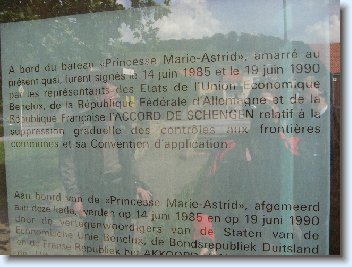 A bord du bateau «Princesse Marie-Astrid», amarré au
présent quai, furent signés le 14 juin 1985 et le 19 juin 1990
par les représentants des Etats de l'Union Economique
Benelux, de la République Fédérale d'Allemagne et de la
République Française l'ACCORD DE SCHENGEN relatif à la
suppression graduelle des contrôles aux frontières
communes et sa Convention d'application.
Aan boord van de «Princesse Marie-Astrid», afgemeerd
aan deze kade, werden op 14 juni 1985 en op 19 juni 1990
door de vertegenwoordigers van de Staten van de
Economische Unie Benelux, de Bondsrepubliek Duitsland
en de Franse Republiek het